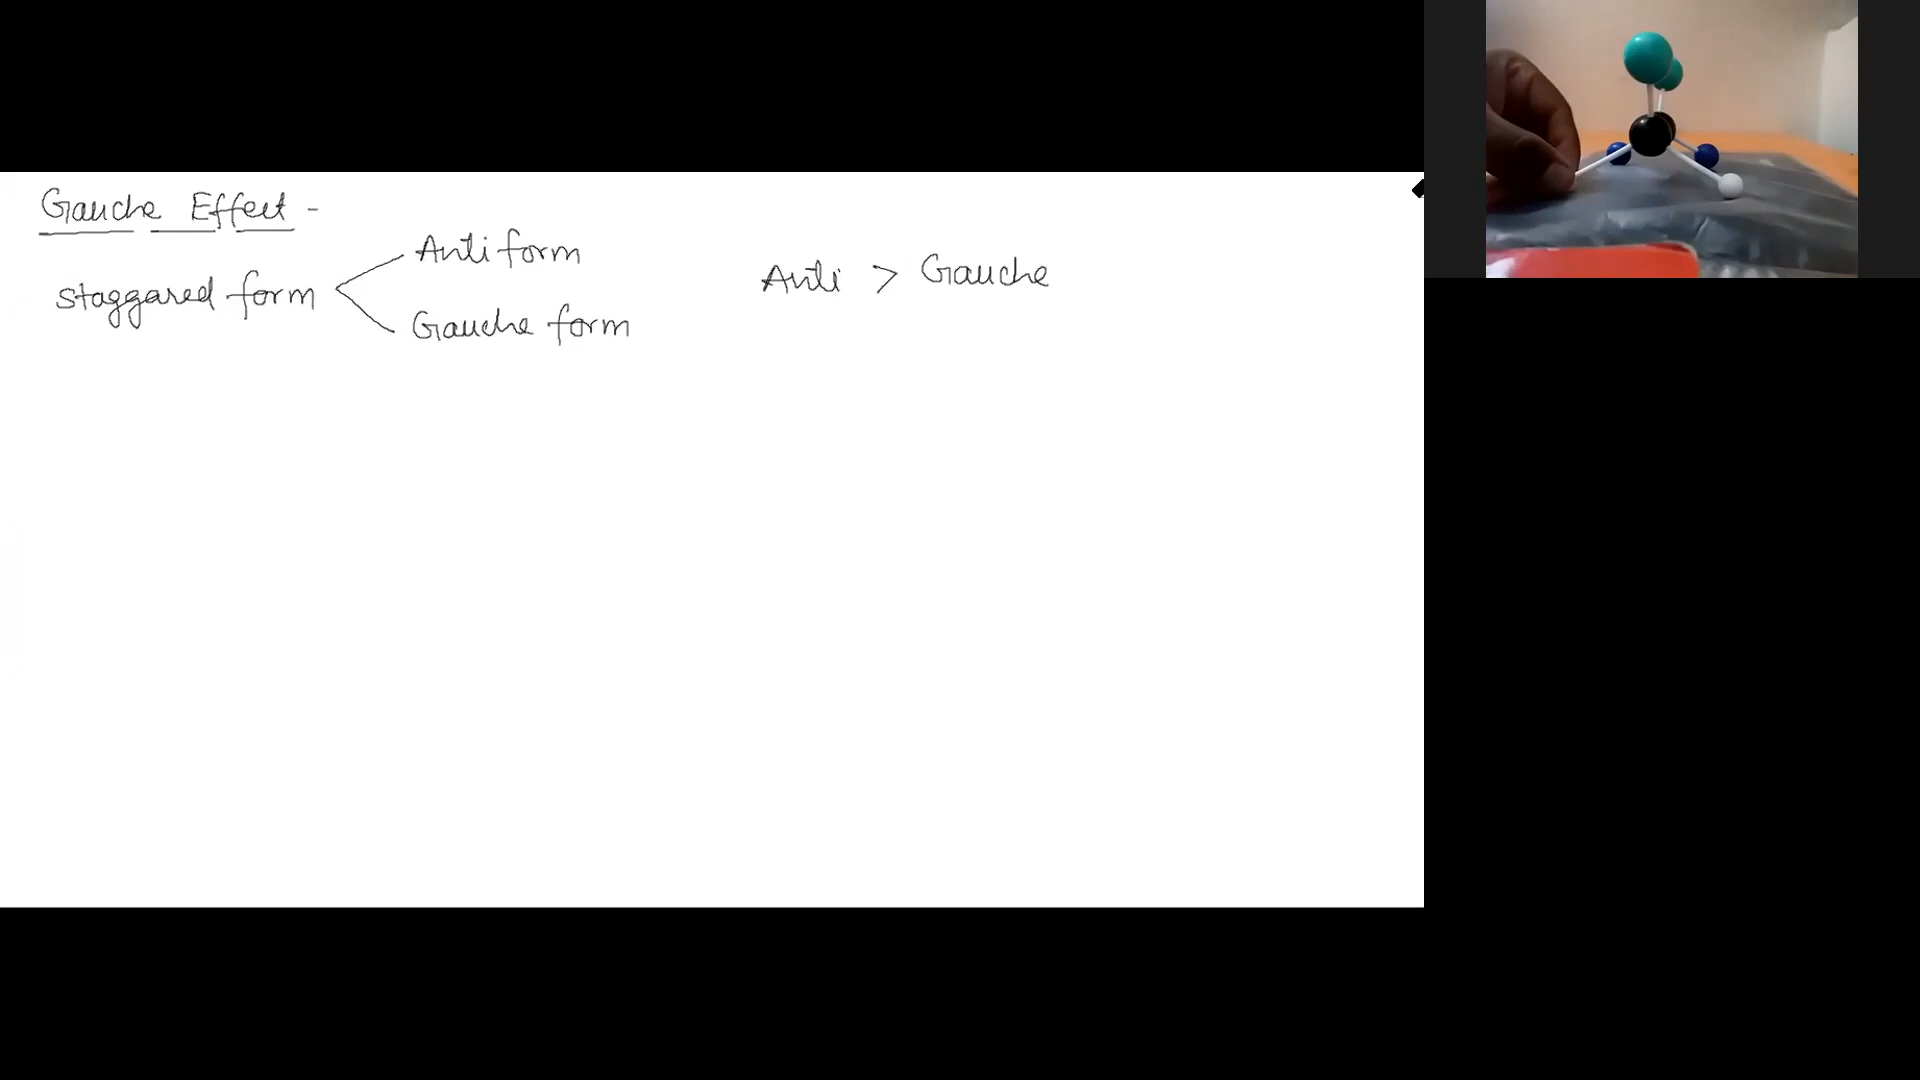 Gauche Effect -
staggared form
Anti form
Gauche form
Anti > Gauche